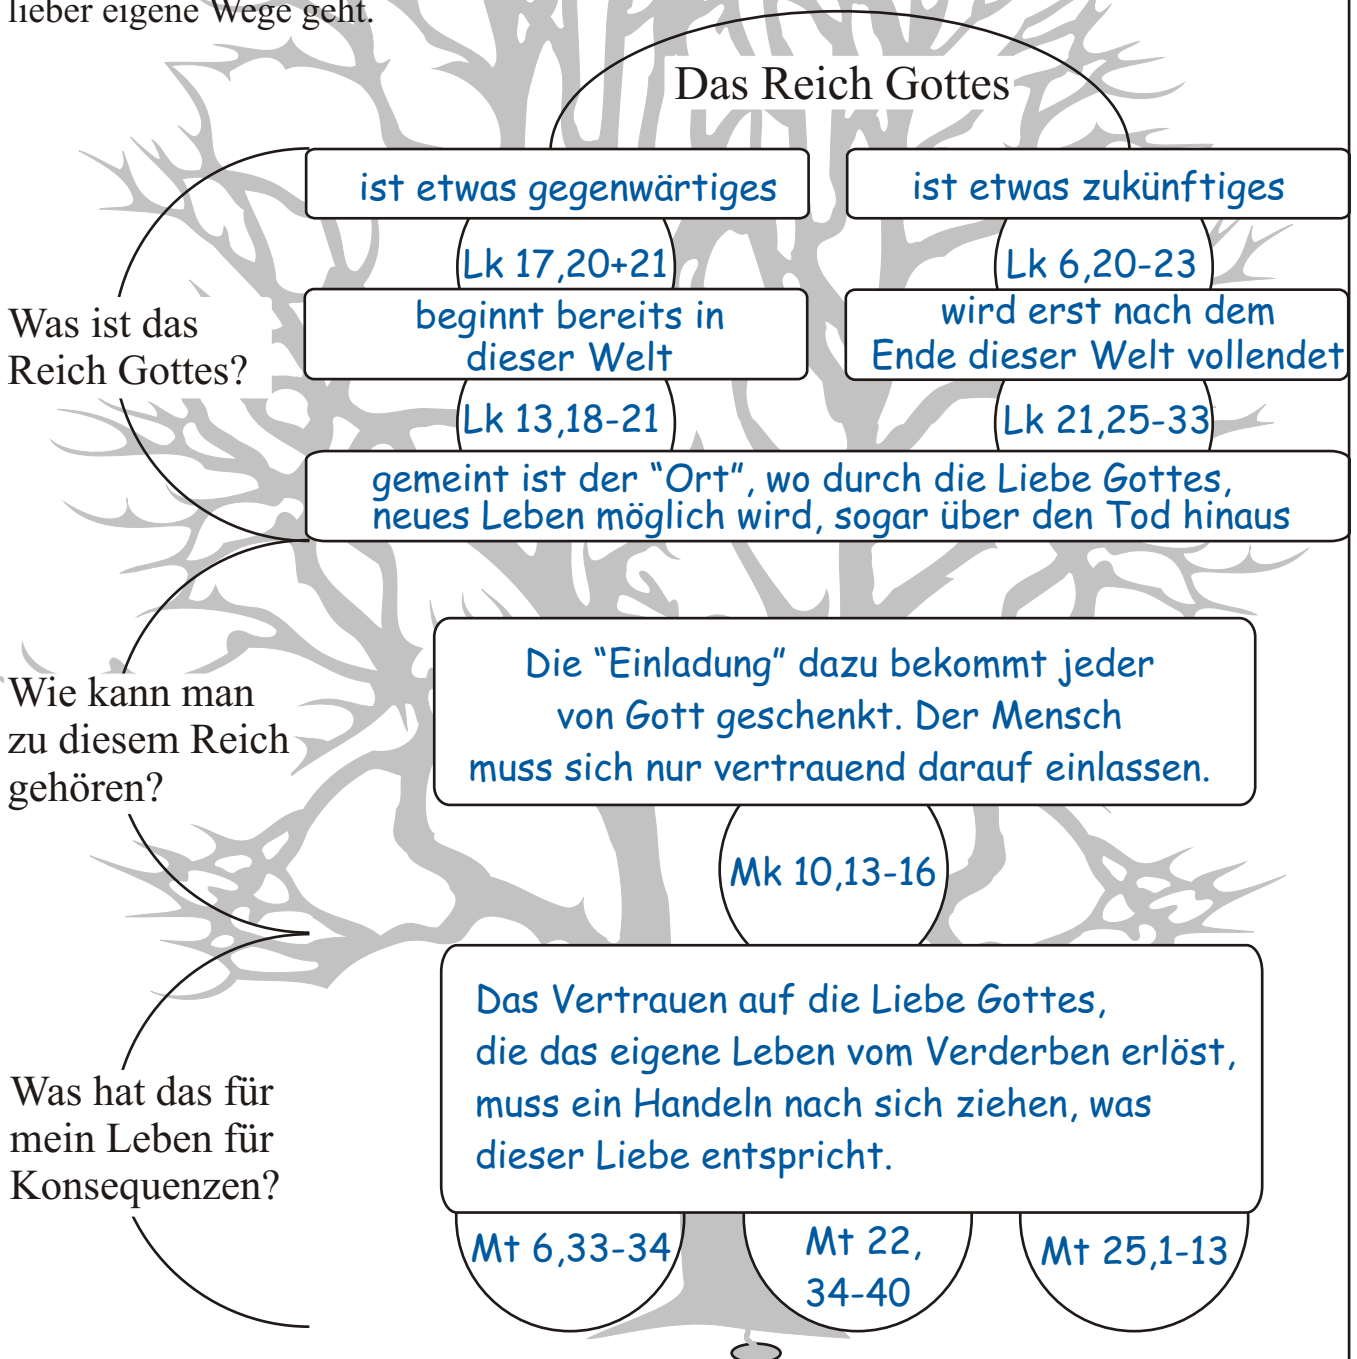 lieber eigene Wege geht.
Das Reich Gottes
ist etwas gegenwärtiges
ist etwas zukünftiges
Lk 17,20+21
Lk 6,20-23
Was ist das
Reich Gottes?
beginnt bereits in
dieser Welt
wird erst nach dem
Ende dieser Welt vollendet
Lk 13,18-21
Lk 21,25-33
gemeint ist der “Ort”, wo durch die Liebe Gottes,
neues Leben möglich wird, sogar über den Tod hinaus
Wie kann man
zu diesem Reich
gehören?
Die “Einladung” dazu bekommt jeder
von Gott geschenkt. Der Mensch
muss sich nur vertrauend darauf einlassen.
Mk 10,13-16
Was hat das für
mein Leben für
Konsequenzen?
Das Vertrauen auf die Liebe Gottes,
die das eigene Leben vom Verderben erlöst,
muss ein Handeln nach sich ziehen, was
dieser Liebe entspricht.
Mt 6,33-34
Mt 22,
34-40
Mt 25,1-13